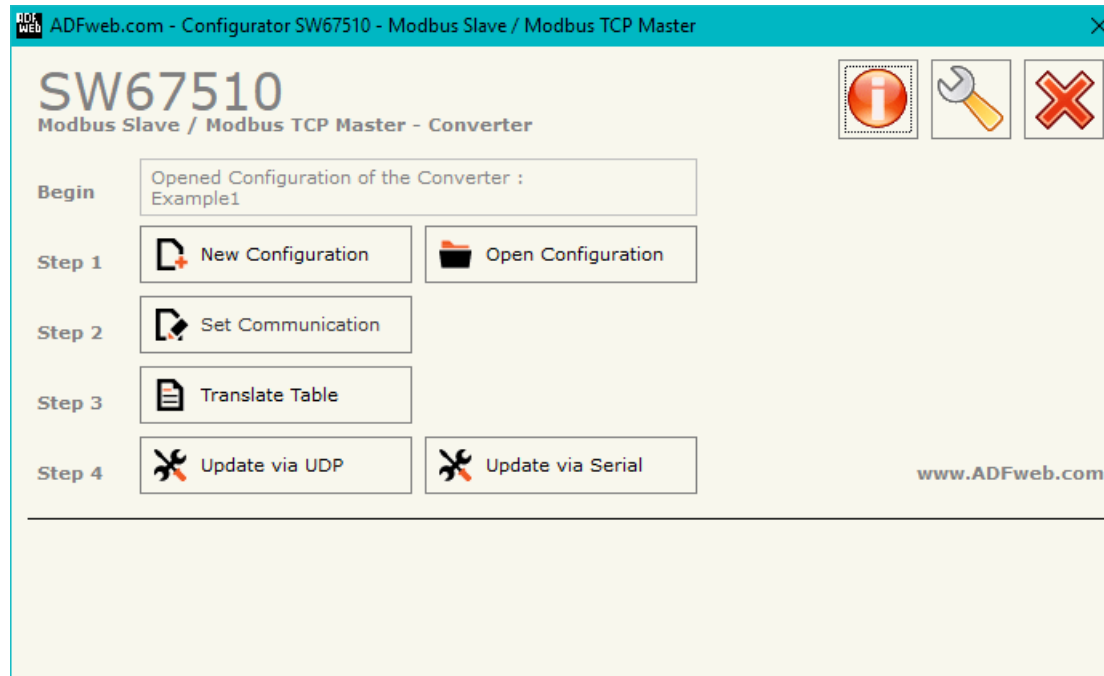 ADF
WEB
ADFweb.com - Configurator SW67510 - Modbus Slave / Modbus TCP Master
SW67510
Modbus Slave / Modbus TCP Master - Converter
Begin
Opened Configuration of the Converter :
Example1
Step 1
New Configuration
Open Configuration
Step 2
Set Communication
Step 3
Translate Table
Step 4
Update via UDP
Update via Serial
www.ADFweb.com